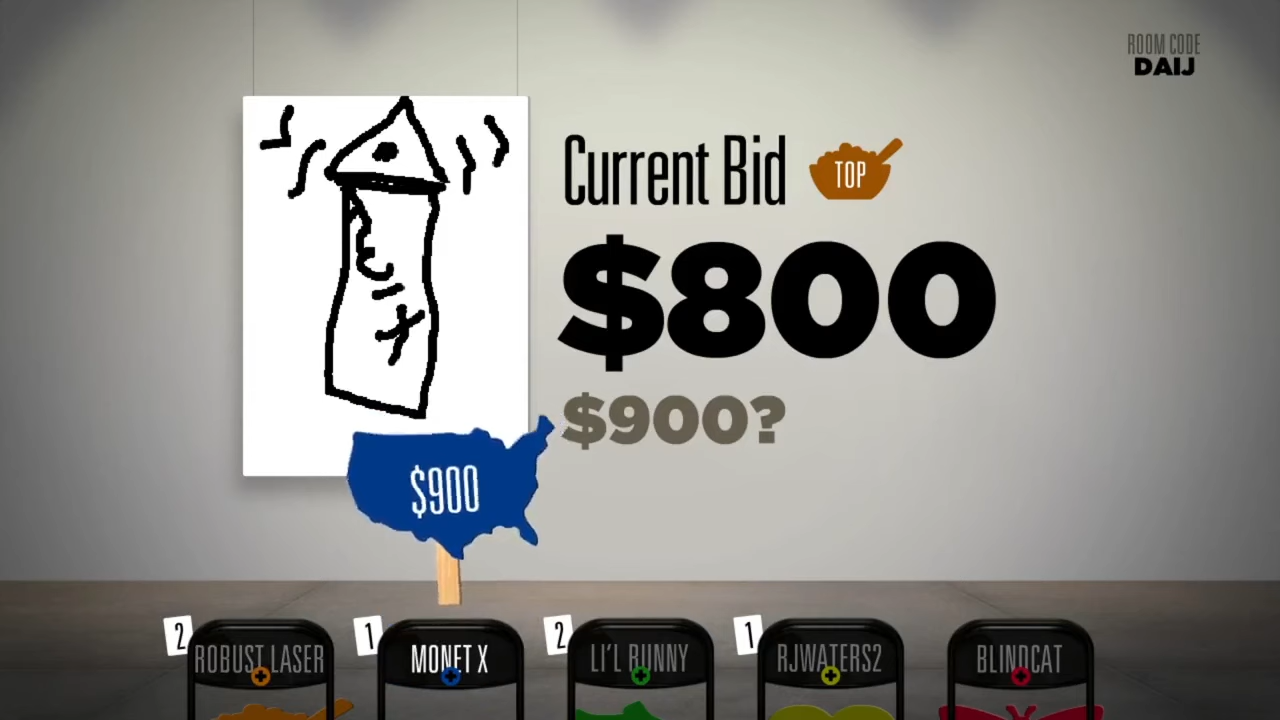 ROOM CODE
DAIJ
Current Bid
TOP
$800
$900?
$900
2
ROBUST LASER
1
MONET X
2
LI'L BUNNY
1
RJWATERS2
BLINDCAT